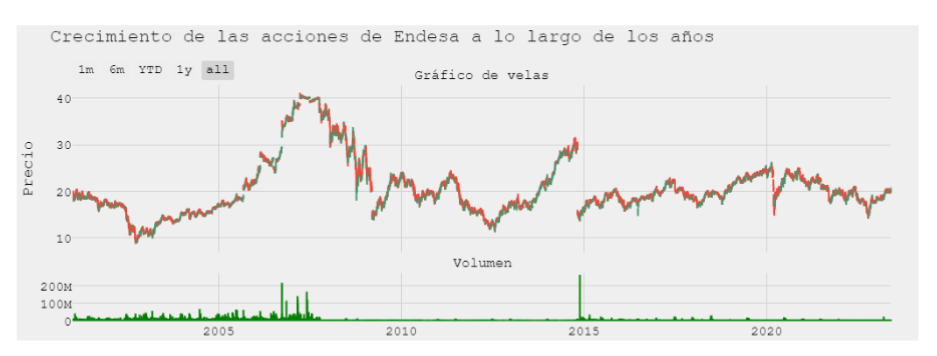 Crecimiento de las acciones de Endesa a lo largo de los años
1m 6m YTD 1y all
Gráfico de velas
40
30
20
10
Precio
Volumen
200M
100M
0
2005 2010 2015 2020